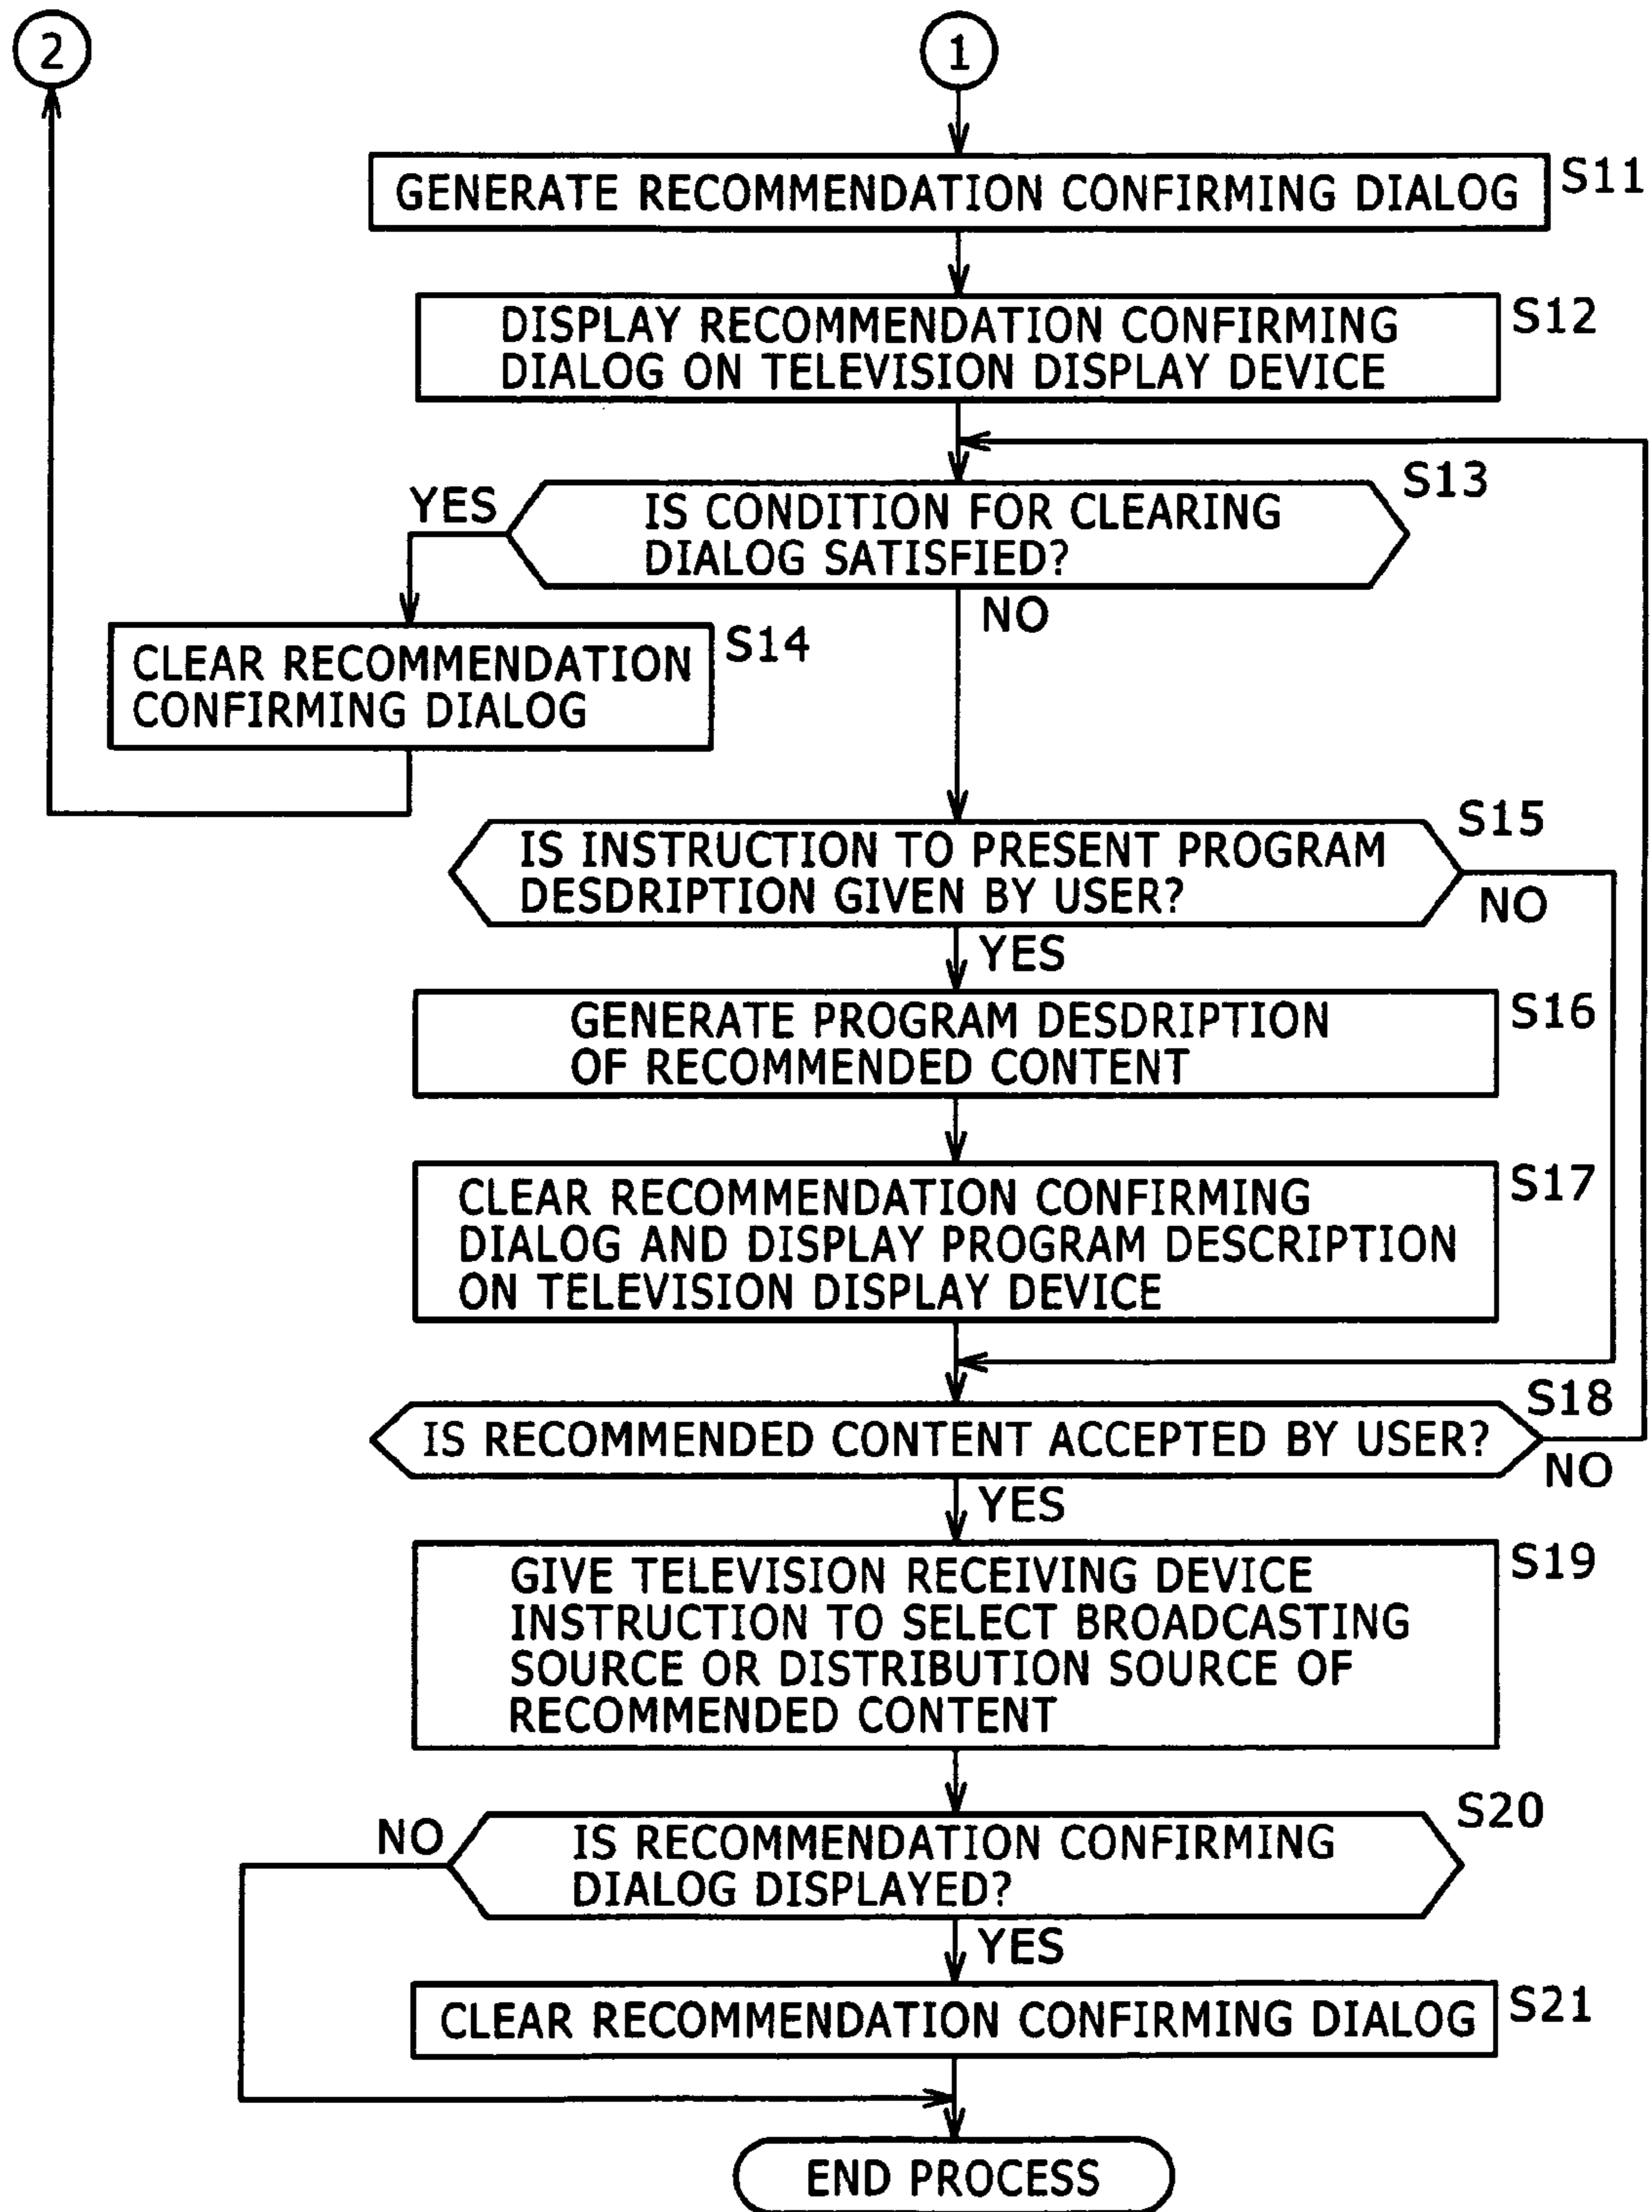 2
1
GENERATE RECOMMENDATION CONFIRMING DIALOG
S11
DISPLAY RECOMMENDATION CONFIRMING
DIALOG ON TELEVISION DISPLAY DEVICE
S12
IS CONDITION FOR CLEARING
DIALOG SATISFIED?
S13
YES
NO
CLEAR RECOMMENDATION
CONFIRMING DIALOG
S14
IS INSTRUCTION TO PRESENT PROGRAM
DESDRIPTION GIVEN BY USER?
S15
NO
YES
GENERATE PROGRAM DESDRIPTION
OF RECOMMENDED CONTENT
S16
CLEAR RECOMMENDATION CONFIRMING
DIALOG AND DISPLAY PROGRAM DESCRIPTION
ON TELEVISION DISPLAY DEVICE
S17
IS RECOMMENDED CONTENT ACCEPTED BY USER?
S18
NO
YES
GIVE TELEVISION RECEIVING DEVICE
INSTRUCTION TO SELECT BROADCASTING
SOURCE OR DISTRIBUTION SOURCE OF
RECOMMENDED CONTENT
S19
NO
IS RECOMMENDATION CONFIRMING
DIALOG DISPLAYED?
S20
YES
CLEAR RECOMMENDATION CONFIRMING DIALOG
S21
END PROCESS